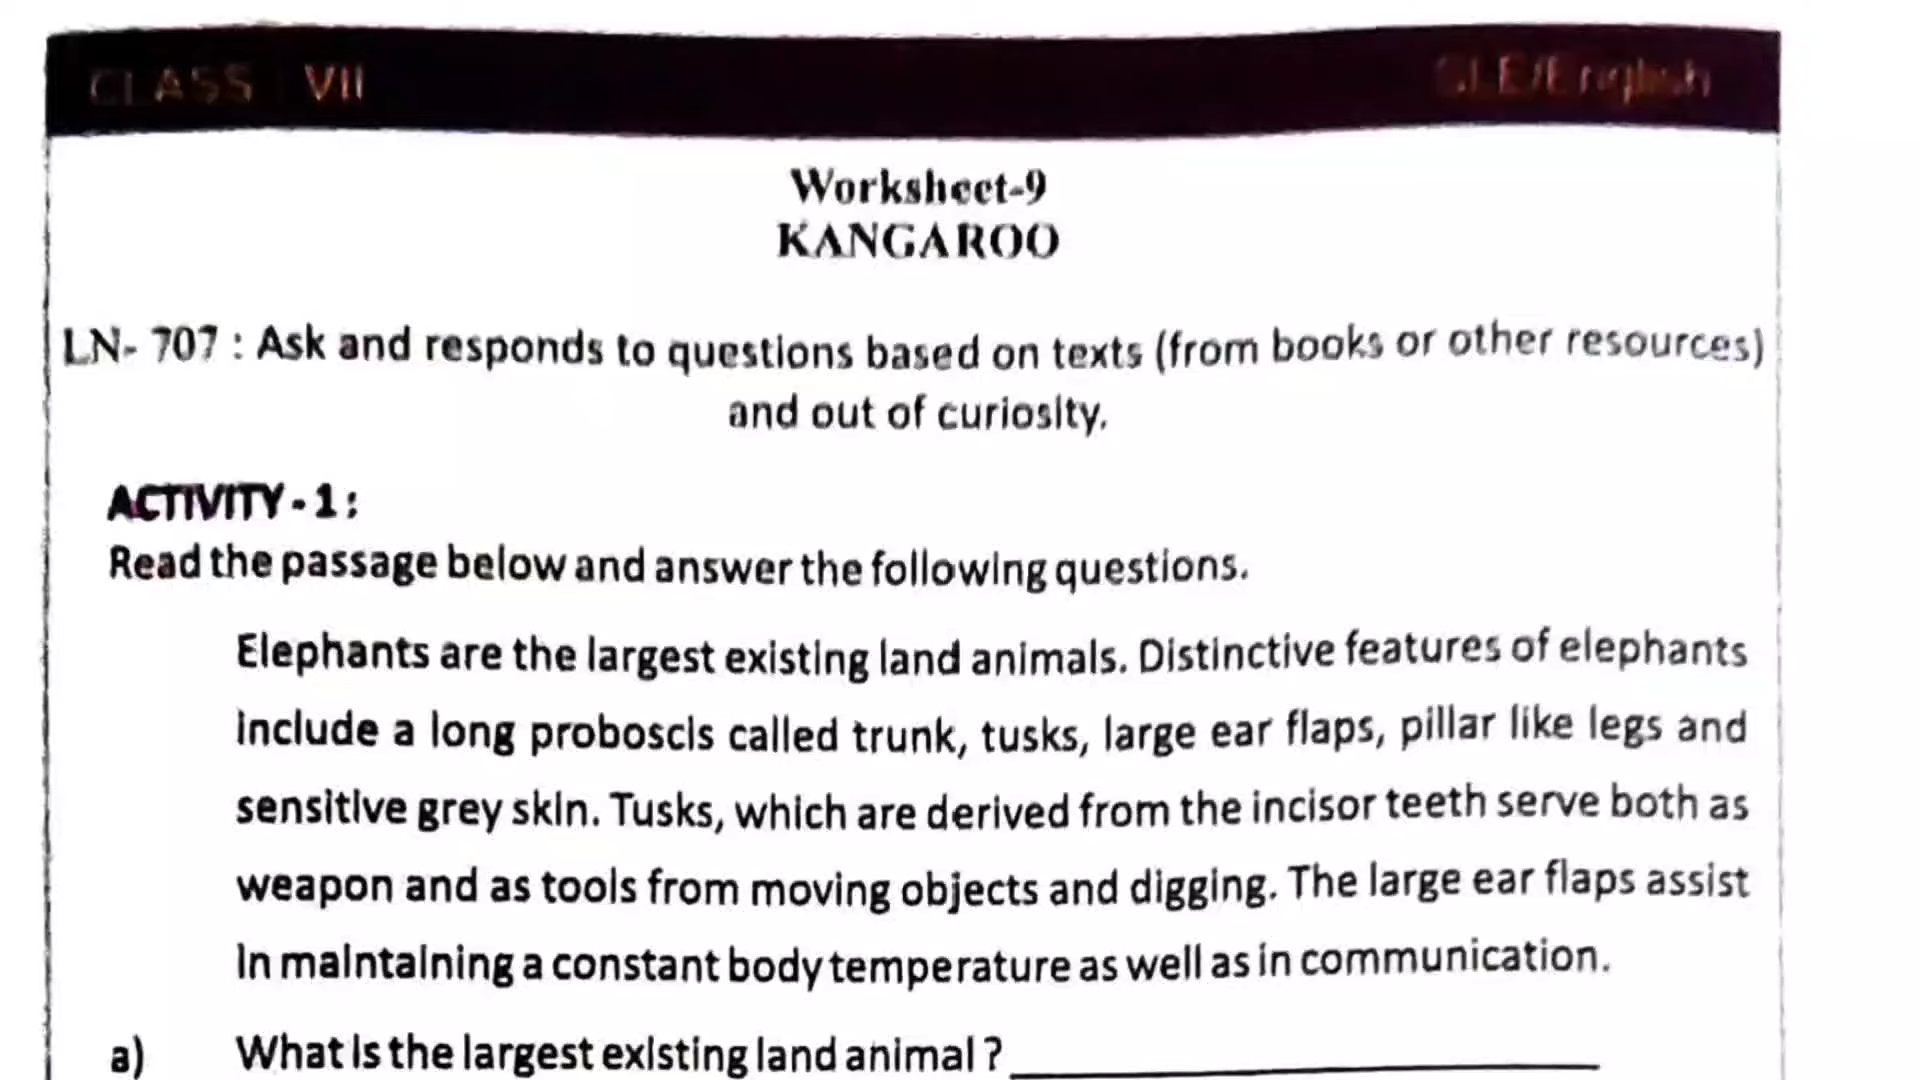 CLASS VII
GLE/English
Worksheet-9
KANGAROO
LN- 707 : Ask and responds to questions based on texts (from books or other resources)
and out of curiosity.
ACTIVITY - 1 :
Read the passage below and answer the following questions.
Elephants are the largest existing land animals. Distinctive features of elephants
include a long proboscis called trunk, tusks, large ear flaps, pillar like legs and
sensitive grey skin. Tusks, which are derived from the incisor teeth serve both as
weapon and as tools from moving objects and digging. The large ear flaps assist
in maintaining a constant body temperature as well as in communication.
a) What is the largest existing land animal ?